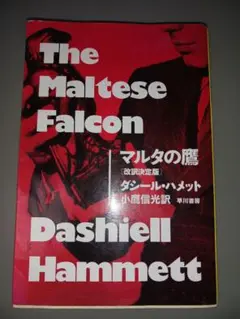 The
Maltese
Falcon
マルタの鷹
〔改訳決定版〕
ダシール・ハメット
小鷹信光訳 早川書房
Dashiell
Hammett